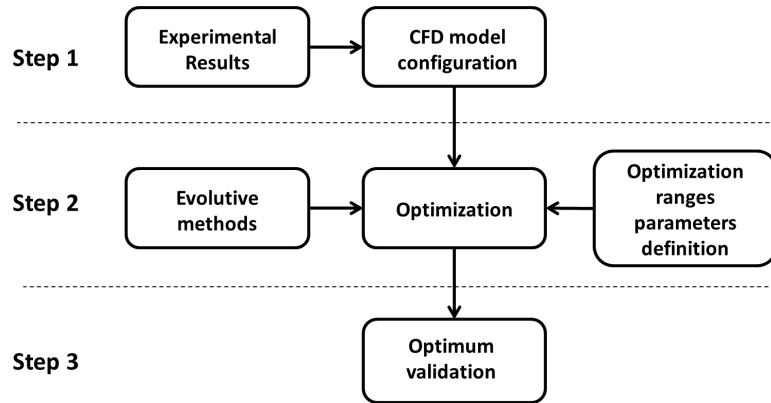 Step 1
Experimental
Results
CFD model
configuration
Step 2
Evolutive
methods
Optimization
Optimization
ranges
parameters
definition
Step 3
Optimum
validation